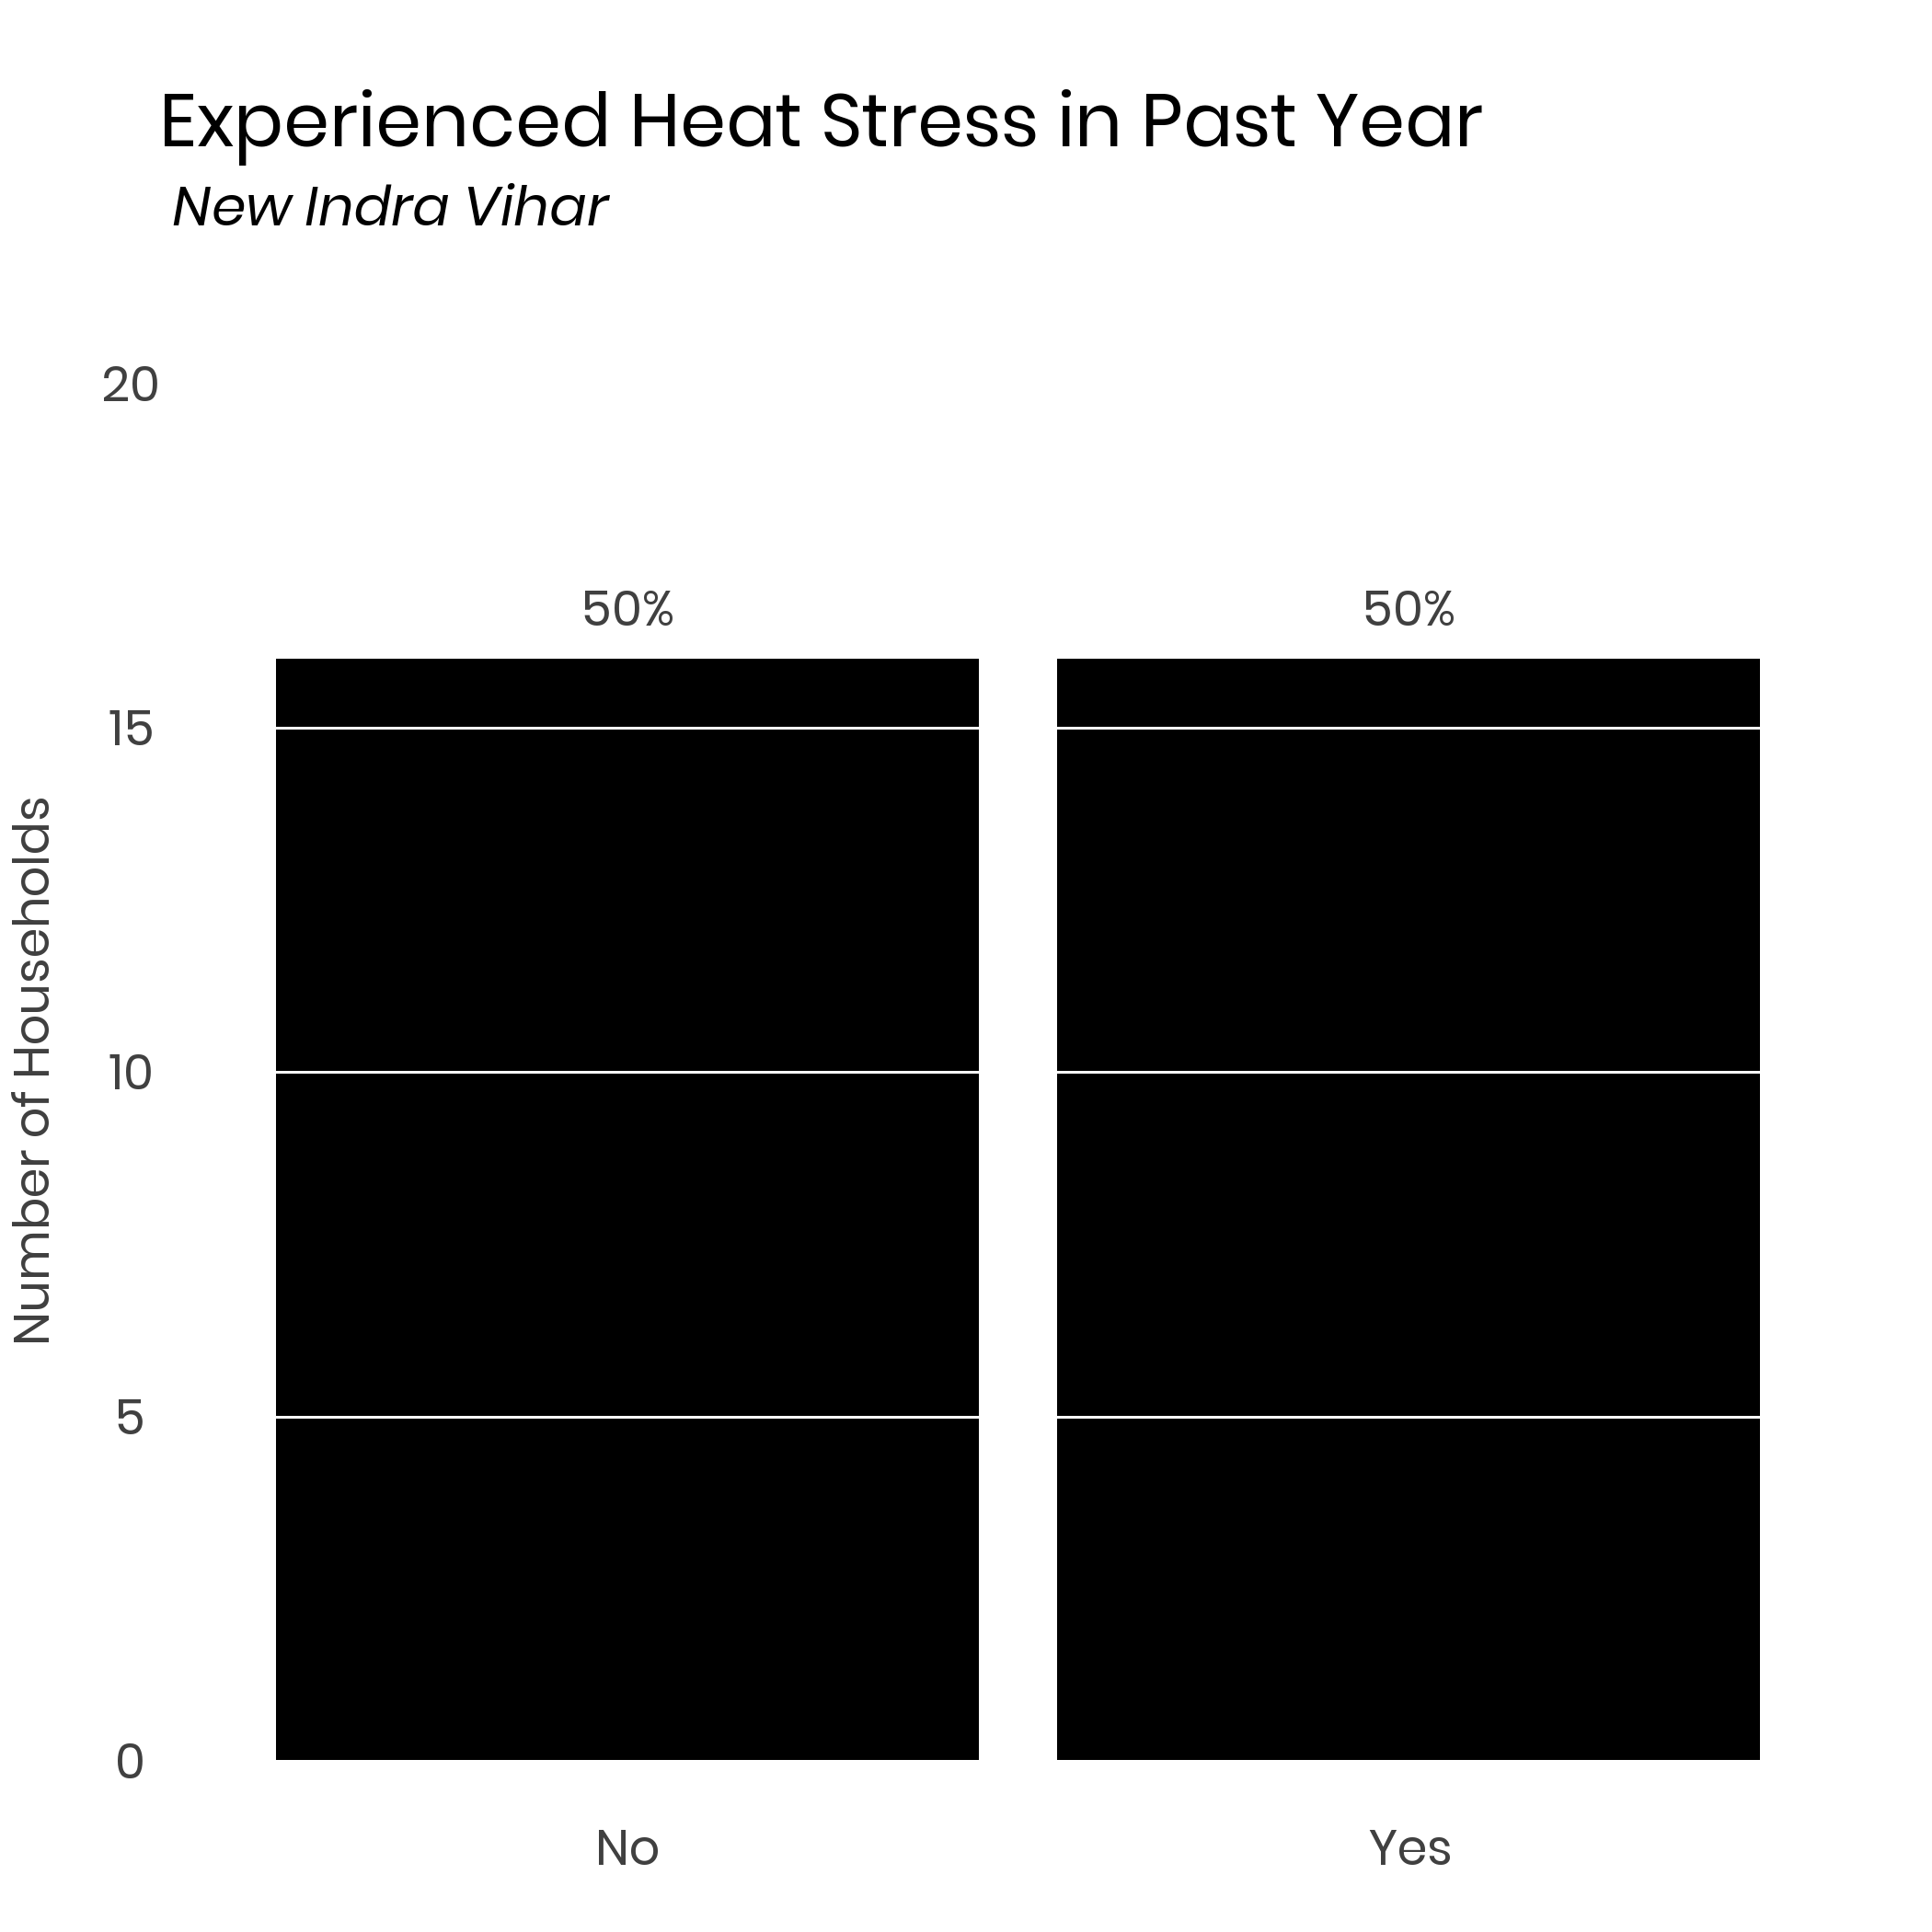 Experienced Heat Stress in Past Year
New Indra Vihar
20
50% 50%
15
10
5
0
Number of Households
No Yes